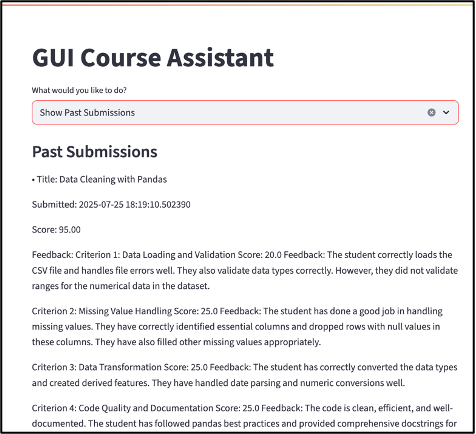 GUI Course Assistant
What would you like to do?
Show Past Submissions
Past Submissions
• Title: Data Cleaning with Pandas
Submitted: 2025-07-25 18:19:10.502390
Score: 95.00
Feedback: Criterion 1: Data Loading and Validation Score: 20.0 Feedback: The student correctly loads the
CSV file and handles file errors well. They also validate data types correctly. However, they did not validate
ranges for the numerical data in the dataset.
Criterion 2: Missing Value Handling Score: 25.0 Feedback: The student has done a good job in handling
missing values. They have correctly identified essential columns and dropped rows with null values in
these columns. They have also filled other missing values appropriately.
Criterion 3: Data Transformation Score: 25.0 Feedback: The student has correctly converted the data types
and created derived features. They have handled date parsing and numeric conversions well.
Criterion 4: Code Quality and Documentation Score: 25.0 Feedback: The code is clean, efficient, and well-
documented. The student has followed pandas best practices and provided comprehensive docstrings for